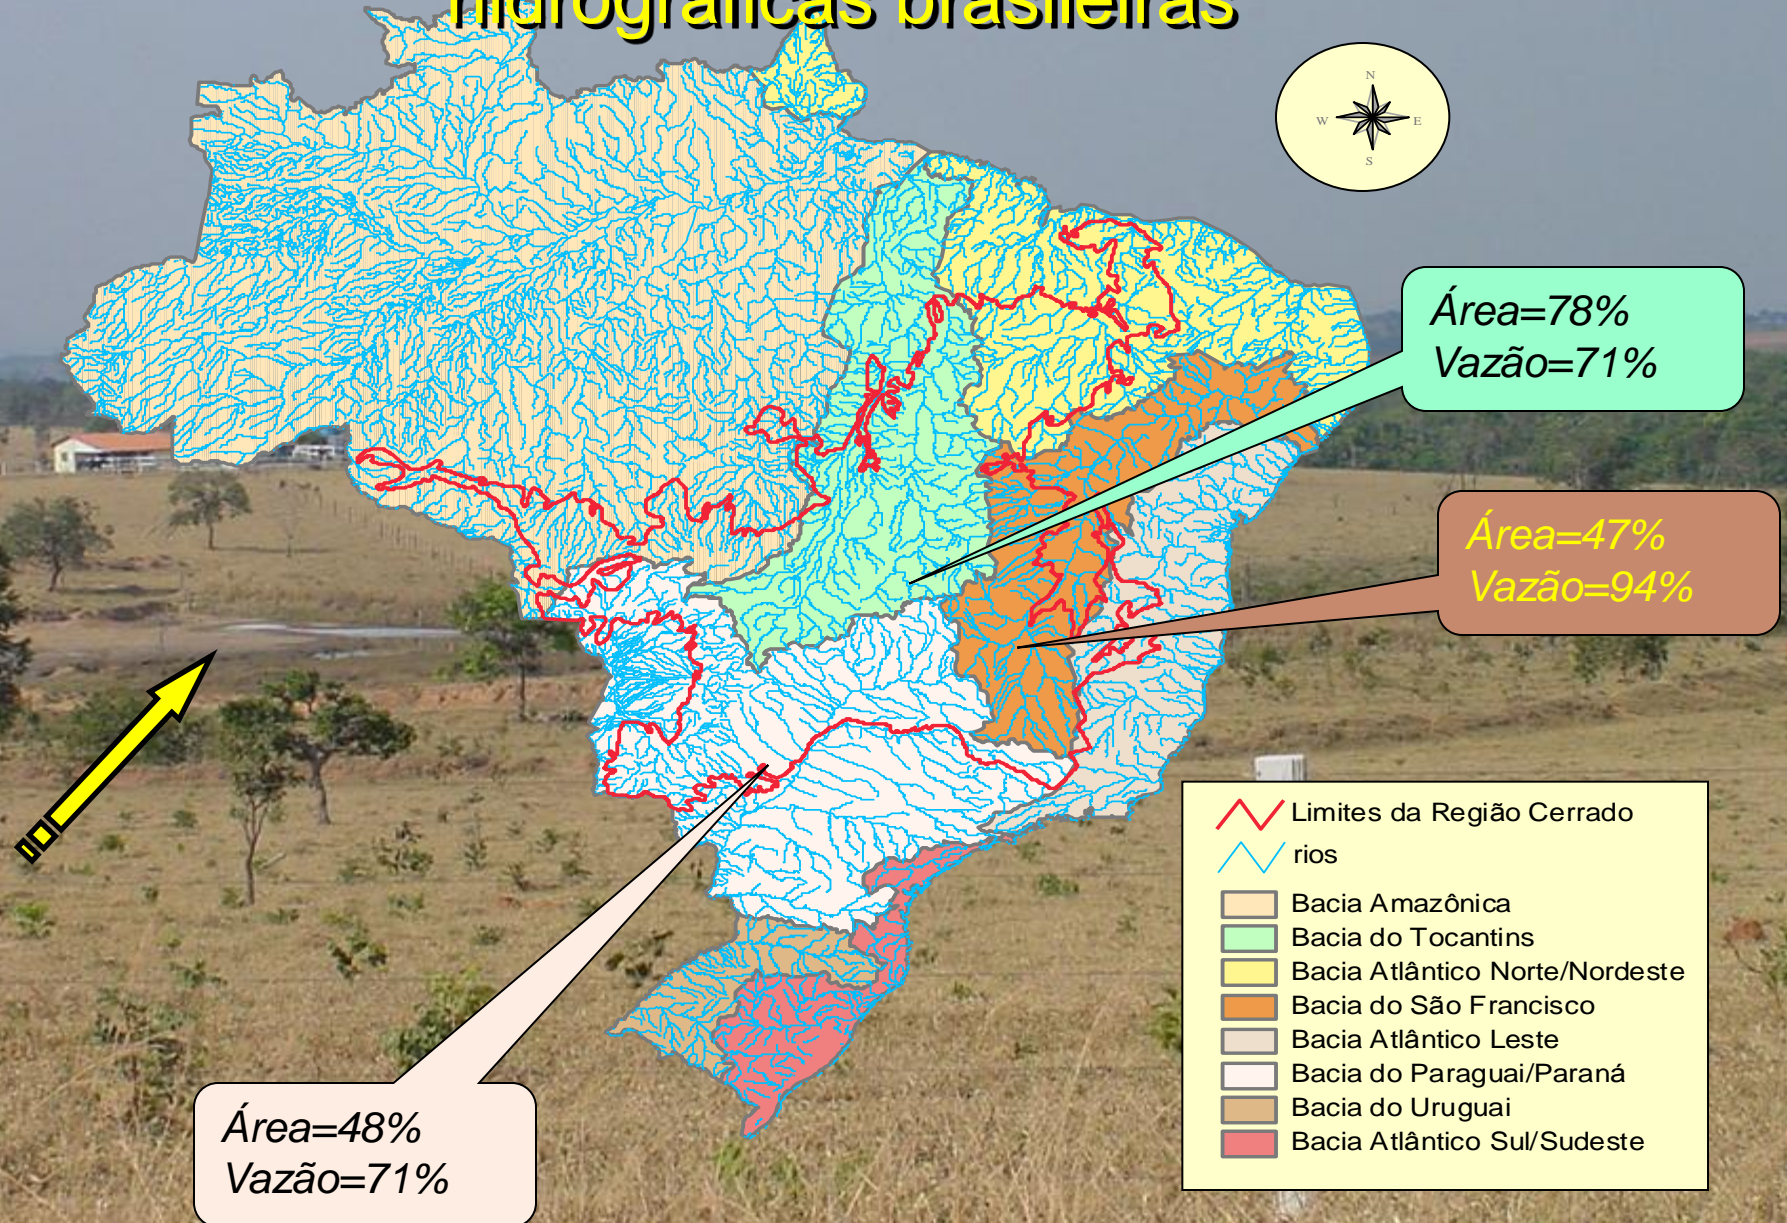 hidrográficas brasileiras
N
W E
S
Área=78%
Vazão=71%
Área=47%
Vazão=94%
Área=48%
Vazão=71%
Limites da Região Cerrado
rios
Bacia Amazônica
Bacia do Tocantins
Bacia Atlântico Norte/Nordeste
Bacia do São Francisco
Bacia Atlântico Leste
Bacia do Paraguai/Paraná
Bacia do Uruguai
Bacia Atlântico Sul/Sudeste